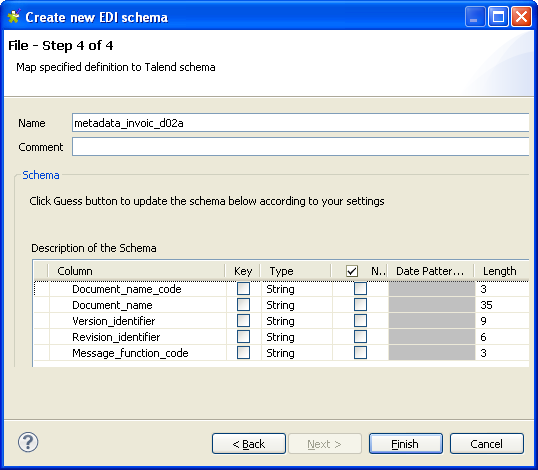 Create new EDI schema
File - Step 4 of 4
Map specified definition to Talend schema
Name metadata_invoic_d02a
Comment
Schema
Click Guess button to update the schema below according to your settings
Description of the Schema
Column Key Type N... Date Patter... Length
Document_name_code String 3
Document_name String 35
Version_identifier String 9
Revision_identifier String 6
Message_function_code String 3
? < Back Next > Finish Cancel